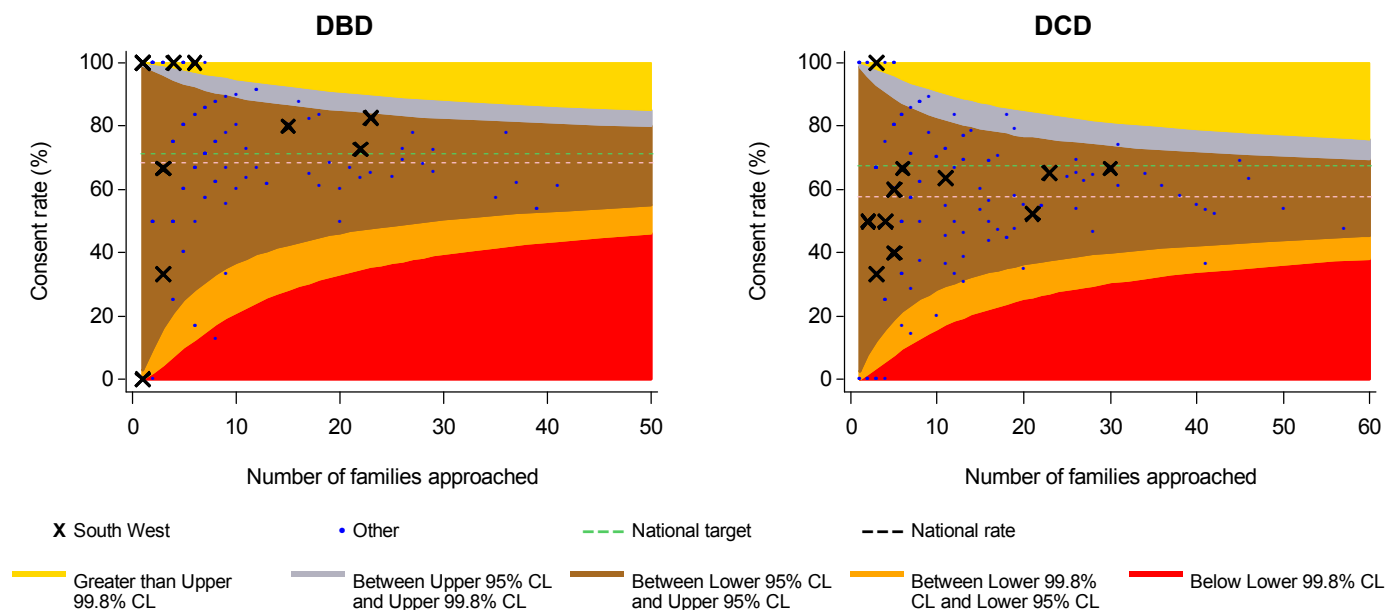 DBD
DCD
Consent rate (%)
100
80
60
40
20
0
0 10 20 30 40 50
Number of families approached
Consent rate (%)
100
80
60
40
20
0
0 10 20 30 40 50 60
Number of families approached
X South West
Other
National target
National rate
Greater than Upper
99.8% CL
Between Upper 95% CL
and Upper 99.8% CL
Between Lower 95% CL
and Upper 95% CL
Between Lower 99.8%
CL and Lower 95% CL
Below Lower 99.8% CL